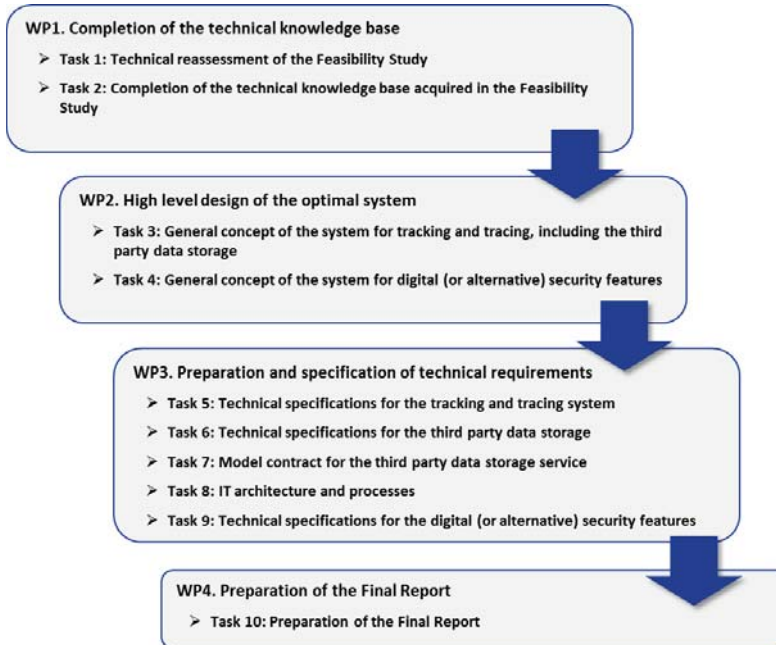 WP1. Completion of the technical knowledge base
Task 1: Technical reassessment of the Feasibility Study
Task 2: Completion of the technical knowledge base acquired in the Feasibility
Study
WP2. High level design of the optimal system
Task 3: General concept of the system for tracking and tracing, including the third
party data storage
Task 4: General concept of the system for digital (or alternative) security features
WP3. Preparation and specification of technical requirements
Task 5: Technical specifications for the tracking and tracing system
Task 6: Technical specifications for the third party data storage
Task 7: Model contract for the third party data storage service
Task 8: IT architecture and processes
Task 9: Technical specifications for the digital (or alternative) security features
WP4. Preparation of the Final Report
Task 10: Preparation of the Final Report